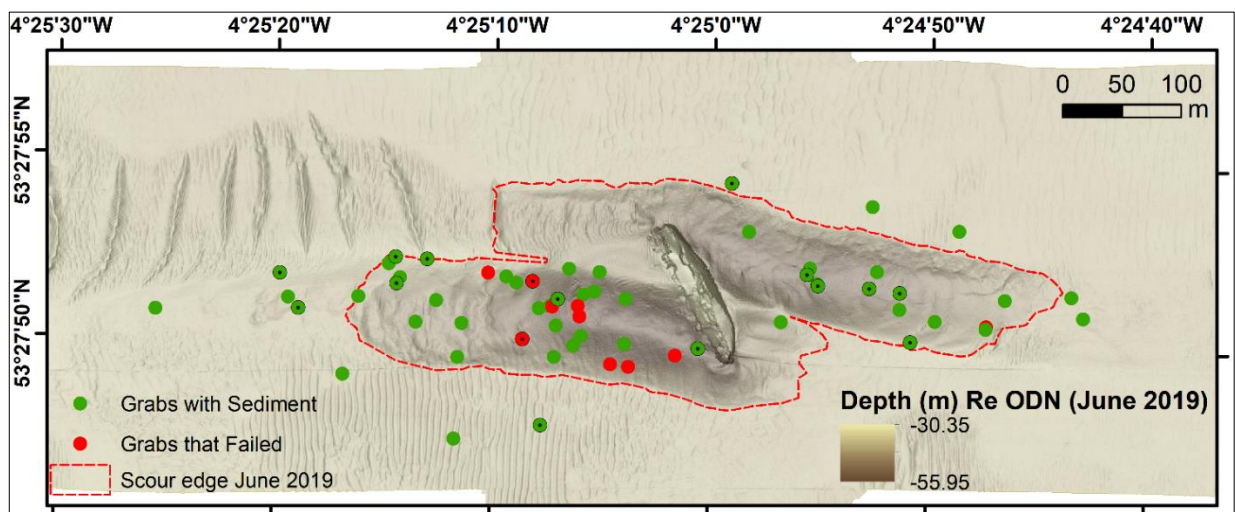 4°25'30"W 4°25'20"W 4°25'10"W 4°25'0"W 4°24'50"W 4°24'40"W
0 50 100
m
53°27'55"N
53°27'50"N
Grabs with Sediment
Grabs that Failed
Scour edge June 2019
Depth (m) Re ODN (June 2019)
-30.35
-55.95